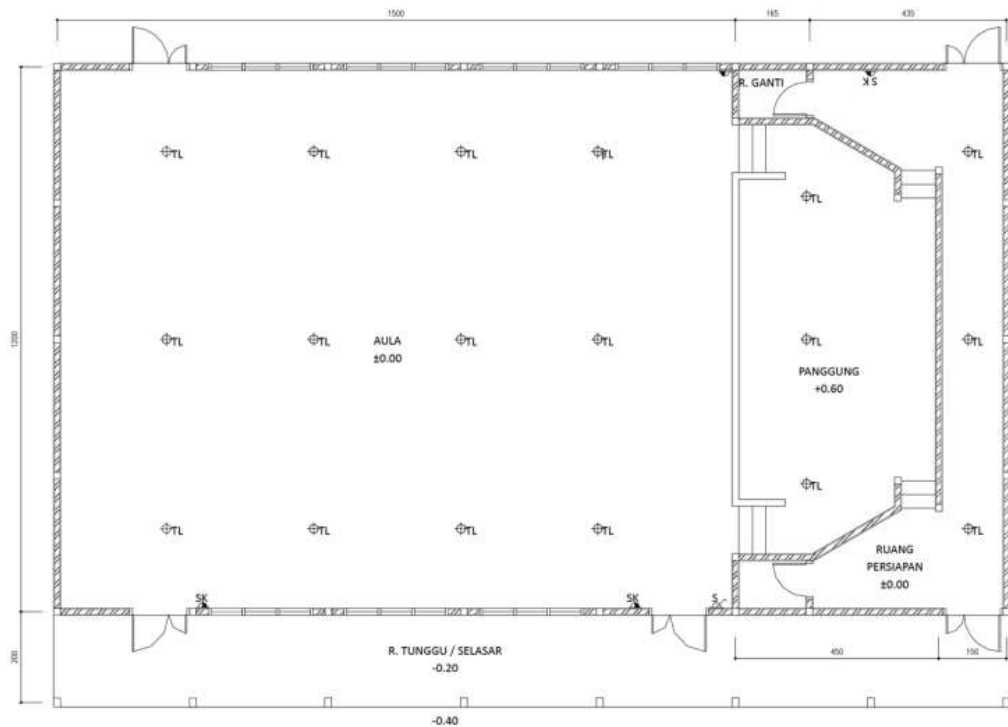 1500
165
435
R. GANTI
S K
TL
TL
TL
TL
TL
TL
1200
AULA
±0.00
TL
TL
TL
TL
TL
TL
PANGGUNG
+0.60
TL
TL
TL
TL
TL
TL
RUANG
PERSIAPAN
±0.00
SK
SK
S
200
R. TUNGGU / SELASAR
-0.20
450
150
-0.40